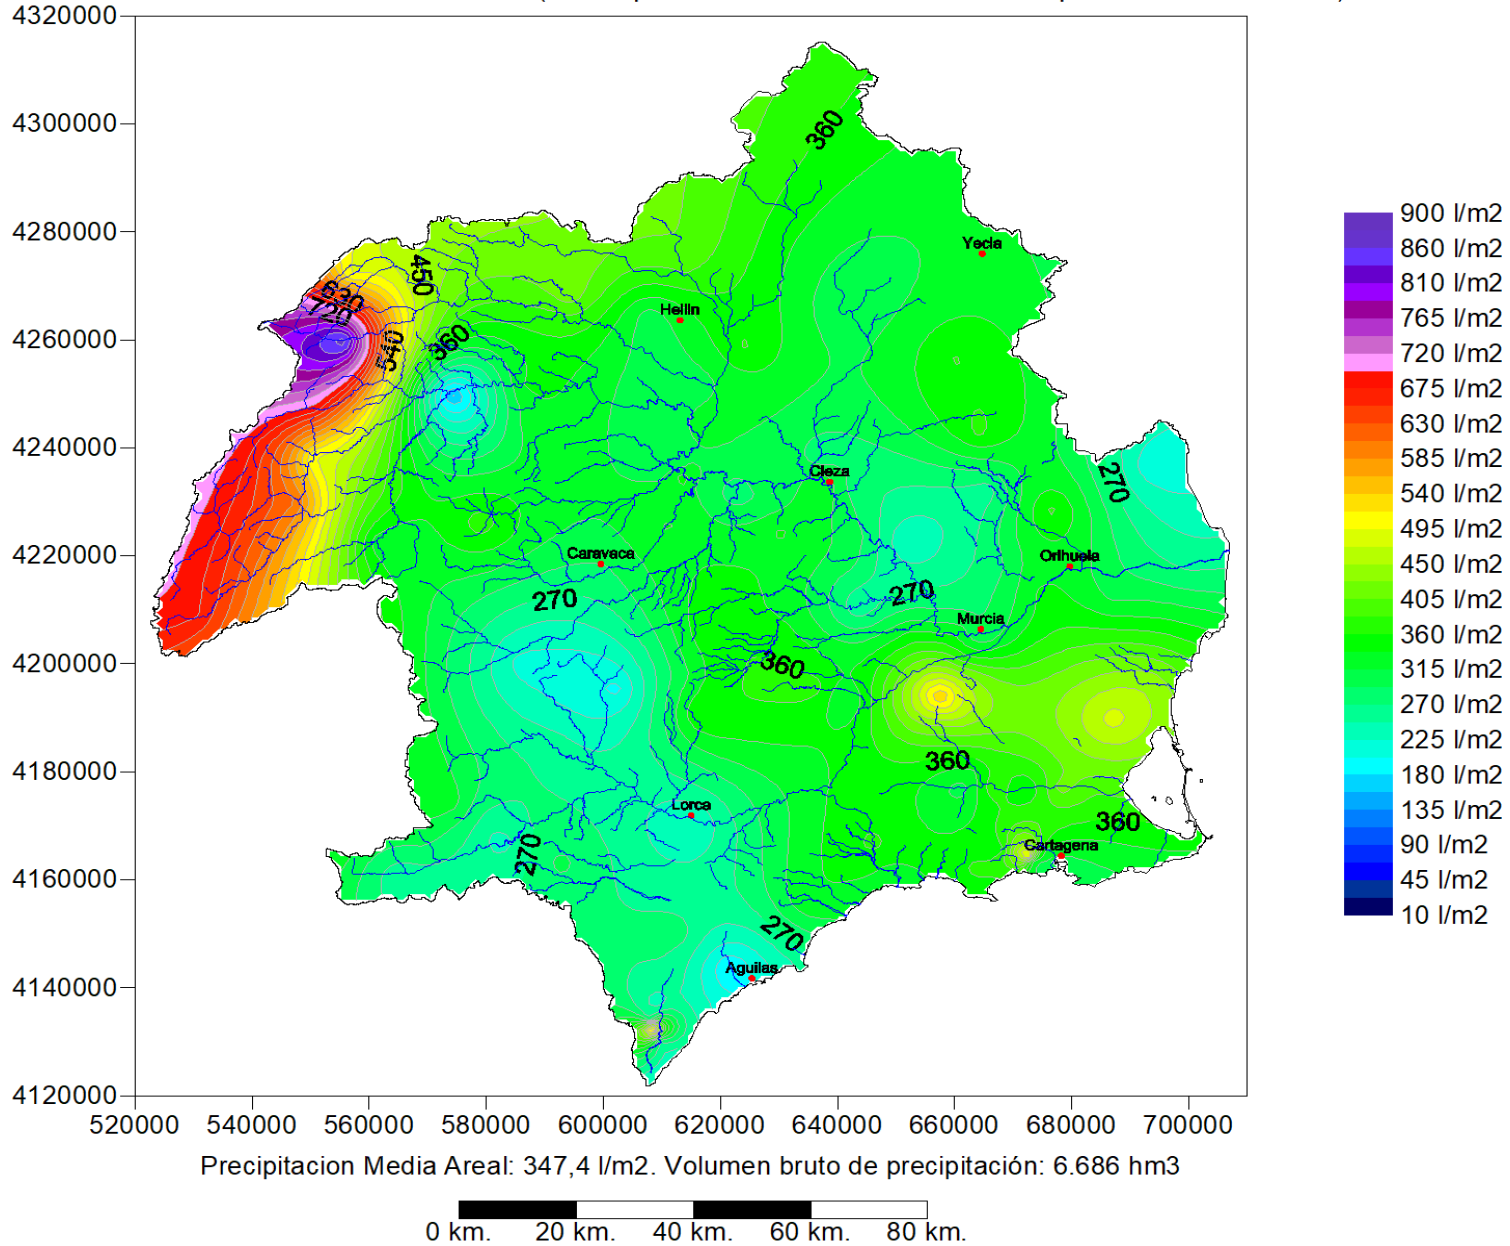 4320000
4300000
4280000
4260000
4240000
4220000
4200000
4180000
4160000
4140000
4120000
520000 540000 560000 580000 600000 620000 640000 660000 680000 700000
360
Yecla
450
630
720
Hellin
540
360
Cieza
270
Caravaca
Orihuela
270
270
Murcia
360
360
Lorca
360
270
Cartagena
270
Aguilas
900 l/m2
860 l/m2
810 l/m2
765 l/m2
720 l/m2
675 l/m2
630 l/m2
585 l/m2
540 l/m2
495 l/m2
450 l/m2
405 l/m2
360 l/m2
315 l/m2
270 l/m2
225 l/m2
180 l/m2
135 l/m2
90 l/m2
45 l/m2
10 l/m2
Precipitacion Media Areal: 347,4 l/m2. Volumen bruto de precipitación: 6.686 hm3
0 km. 20 km. 40 km. 60 km. 80 km.